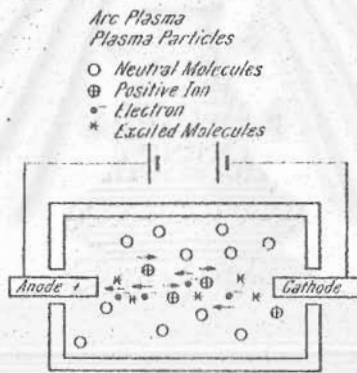 Arc Plasma
Plasma Particles
Neutral Molecules
Positive Ion
Electron
Excited Molecules
Anode +
Cathode -